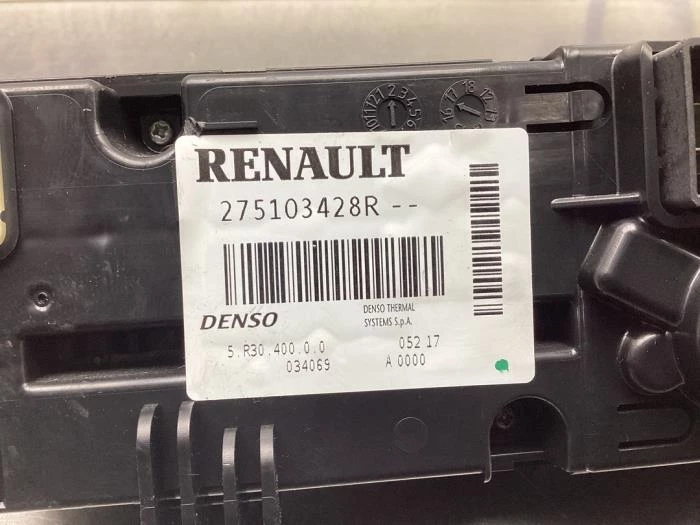 RENAULT
275103428R --
DENSO
DENSO THERMAL
SYSTEMS S.p.A.
5.R30.400.0.0
052 17
034069
A 0000